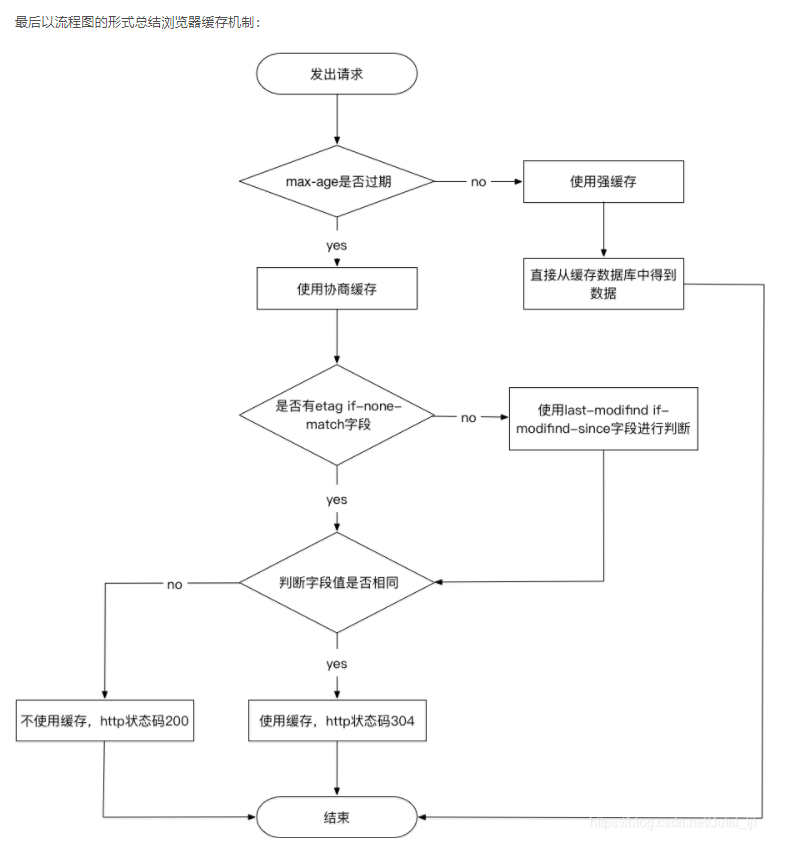 最后以流程图的形式总结浏览器缓存机制：
发出请求
max-age是否过期
no
使用强缓存
yes
使用协商缓存
直接从缓存数据库中得到
数据
是否有etag if-none-
match字段
no
使用last-modifind if-
modifind-since字段进行判断
yes
判断字段值是否相同
no
yes
不使用缓存，http状态码200
使用缓存，http状态码304
结束
https://blog.csdn.net/